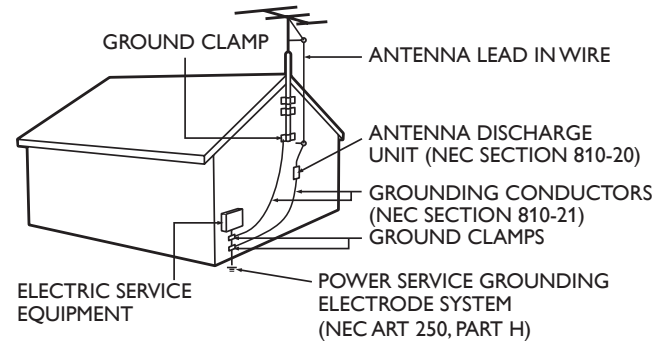 GROUND CLAMP
ANTENNA LEAD IN WIRE
ANTENNA DISCHARGE
UNIT (NEC SECTION 810-20)
GROUNDING CONDUCTORS
(NEC SECTION 810-21)
GROUND CLAMPS
POWER SERVICE GROUNDING
ELECTRODE SYSTEM
(NEC ART 250, PART H)
ELECTRIC SERVICE
EQUIPMENT